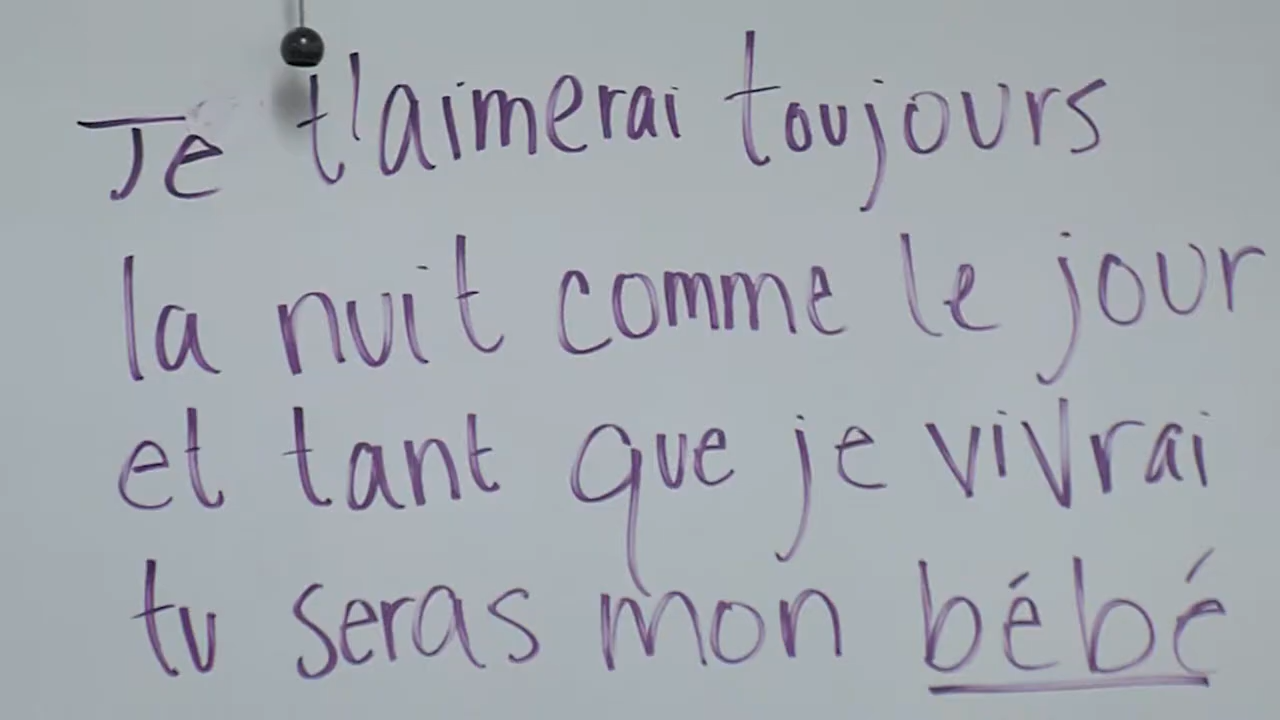 Je t'aimerai toujours
la nuit comme le jour
et tant que je vivrai
tu seras mon bébé